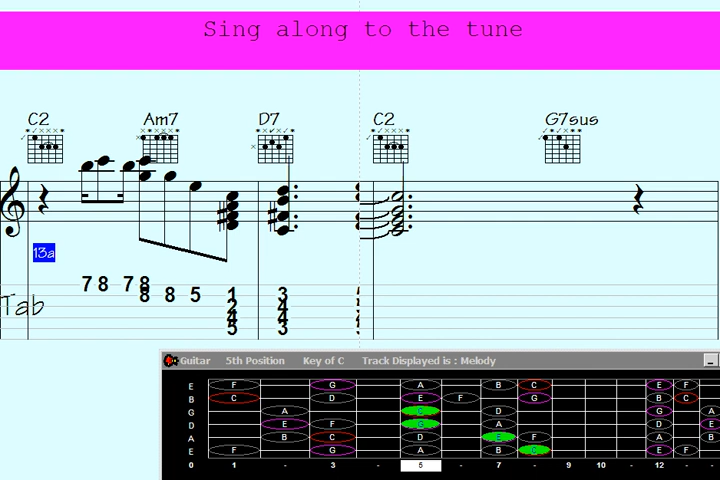 Sing along to the tune
C2 Am7 D7 C2 G7sus
13a
Tab
7 8 7 8
8 8 5 1 3
2 4
4 4
5 3
Guitar 5th Position Key of C Track Displayed is : Melody
E F G A B C E F
B C D E F G B C
G A D G A
D E F G A D E
A B C D E F A B
E F G A B C E F
0 1 - 3 - 5 - 7 - 9 10 - 12 - -